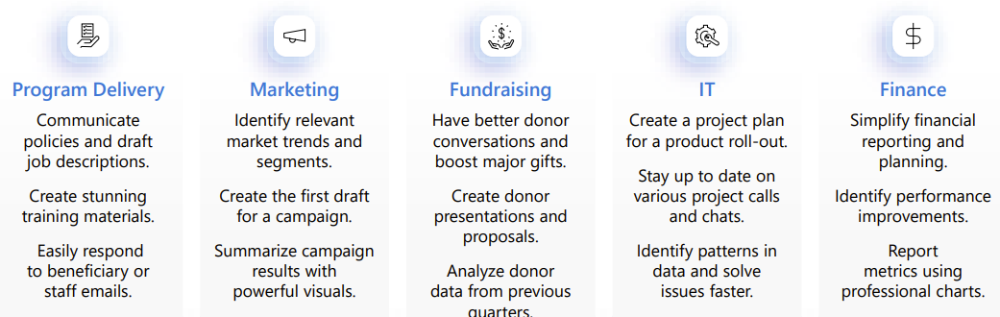 Program Delivery
Communicate
policies and draft
job descriptions.
Create stunning
training materials.
Easily respond
to beneficiary or
staff emails.
Marketing
Identify relevant
market trends and
segments.
Create the first draft
for a campaign.
Summarize campaign
results with
powerful visuals.
Fundraising
Have better donor
conversations and
boost major gifts.
Create donor
presentations and
proposals.
Analyze donor
data from previous
quarters.
IT
Create a project plan
for a product roll-out.
Stay up to date on
various project calls
and chats.
Identify patterns in
data and solve
issues faster.
Finance
Simplify financial
reporting and
planning.
Identify performance
improvements.
Report
metrics using
professional charts.